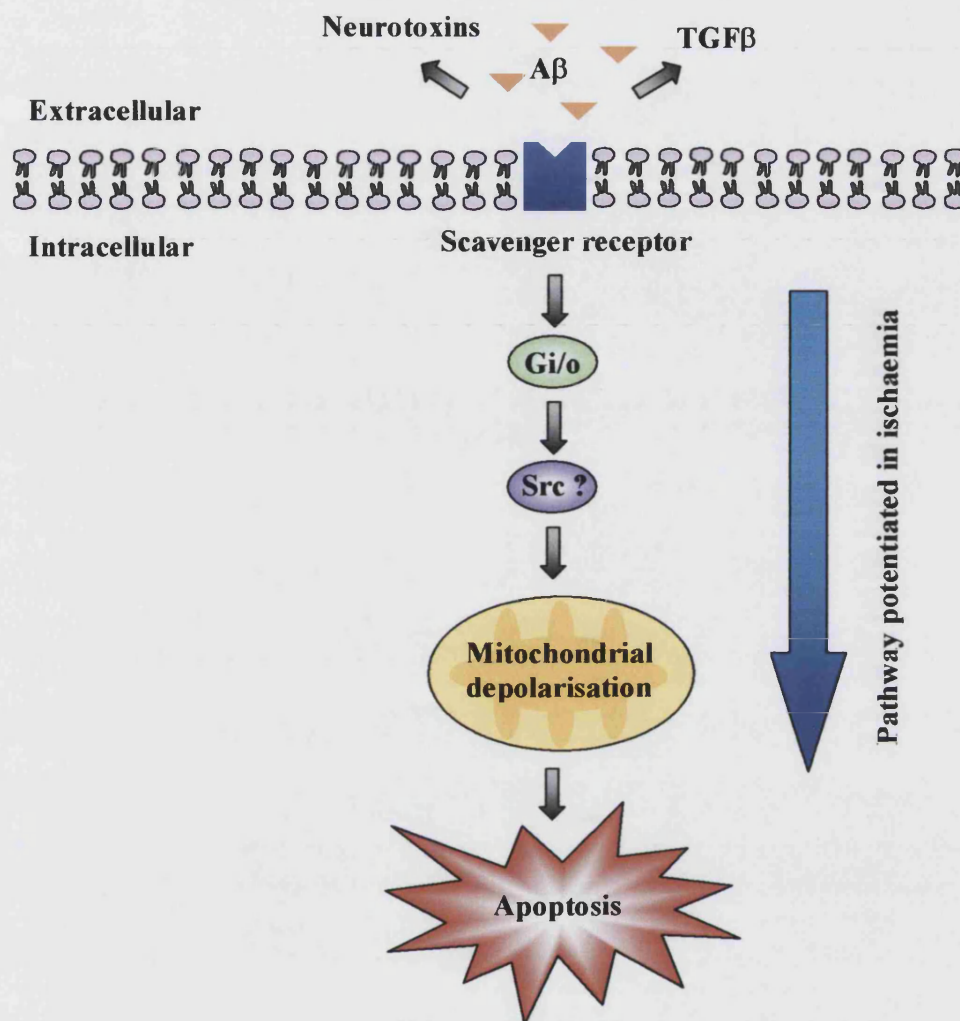 Neurotoxins
TGFβ
Aβ
Extracellular
Intracellular
Scavenger receptor
Gi/o
Src ?
Mitochondrial
depolarisation
Apoptosis
Pathway potentiated in ischaemia